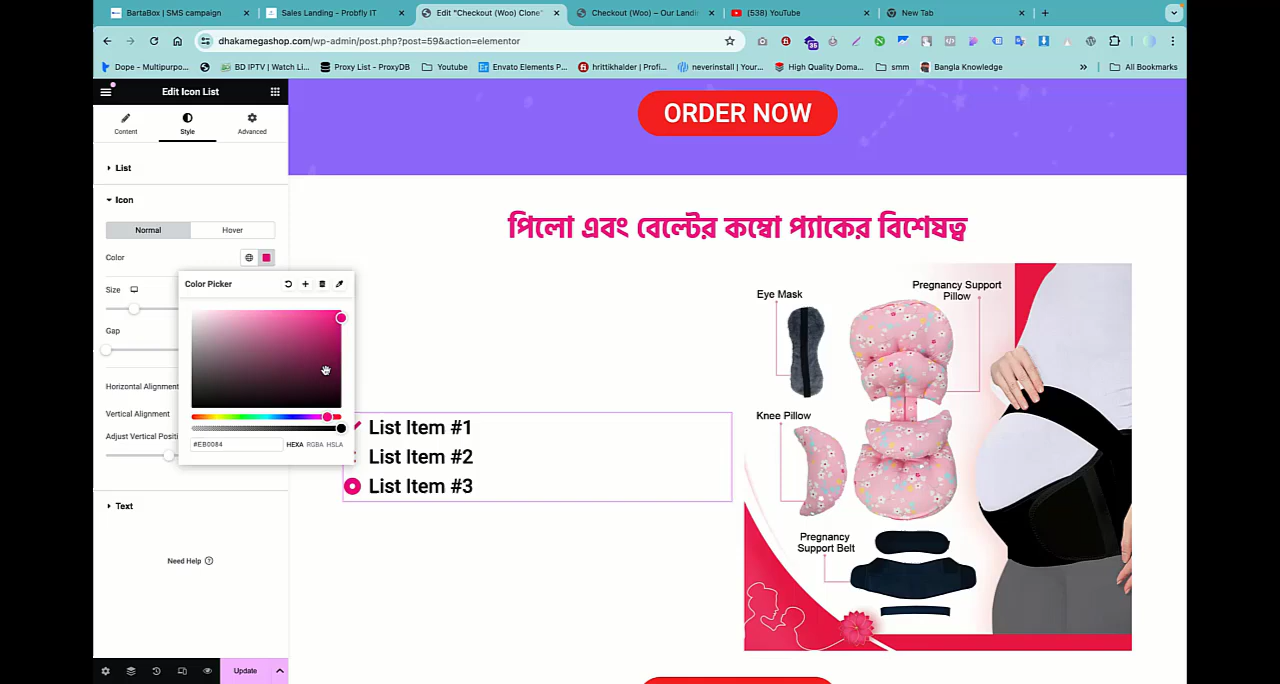 BartaBox | SMS campaign
Sales Landing - Probfly IT
Edit "Checkout (Woo) Clone"
Checkout (Woo) – Our Landi
(538) YouTube
New Tab
dhakamegashop.com/wp-admin/post.php?post=59&action=elementor
35
Dope - Multipurpo...
BD IPTV | Watch Li...
Proxy List - ProxyDB
Youtube
Envato Elements P...
hrittikhalder | Profi...
neverinstall | Your...
High Quality Doma...
smm
Bangla Knowledge
All Bookmarks
Edit Icon List
Content
Style
Advanced
List
Icon
Normal
Hover
Color
Size
Gap
Horizontal Alignment
Vertical Alignment
Adjust Vertical Positi
Color Picker
#EB0084
HEXA RGBA HSLA
Text
Need Help
Update
ORDER NOW
পিলো এবং বেল্টের কম্বো প্যাকের বিশেষত্ব
List Item #1
List Item #2
List Item #3
Eye Mask
Pregnancy Support
Pillow
Knee Pillow
Pregnancy
Support Belt